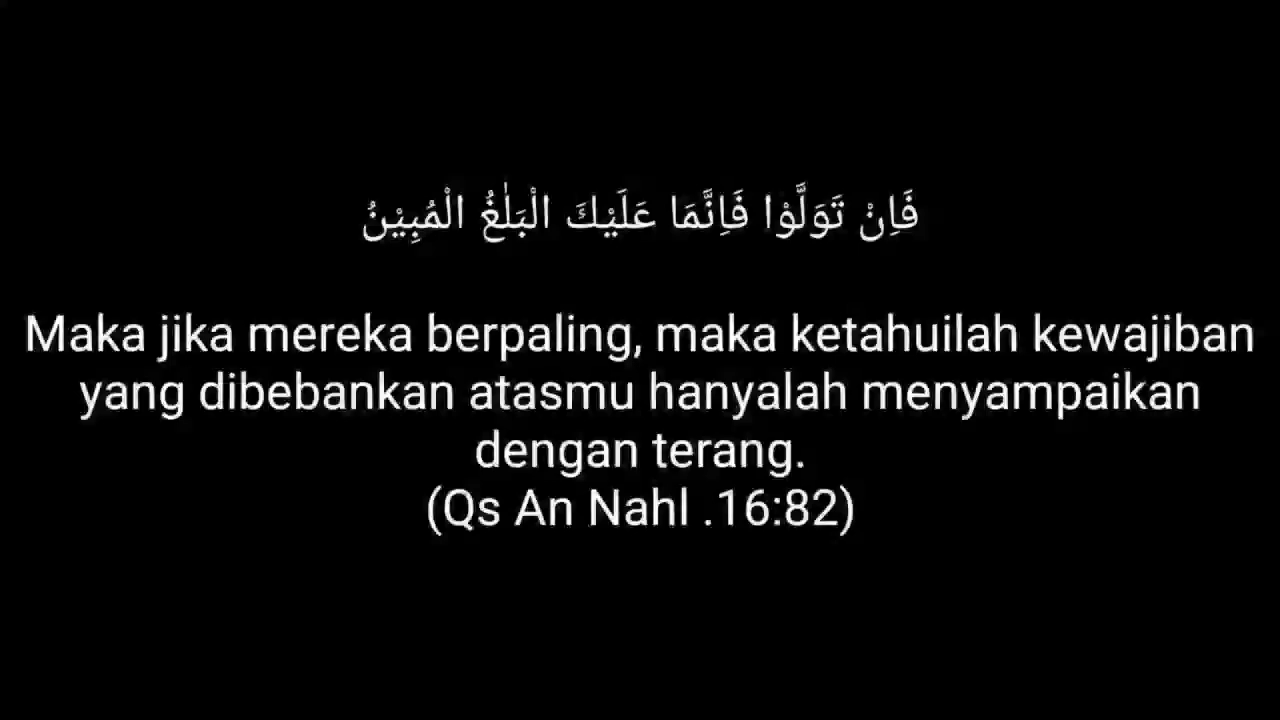 فَاِنْ تَوَلَّوْا فَاِنَّمَا عَلَيْكَ الْبَلٰغُ الْمُبِيْنُ
Maka jika mereka berpaling, maka ketahuilah kewajiban
yang dibebankan atasmu hanyalah menyampaikan
dengan terang.
(Qs An Nahl .16:82)